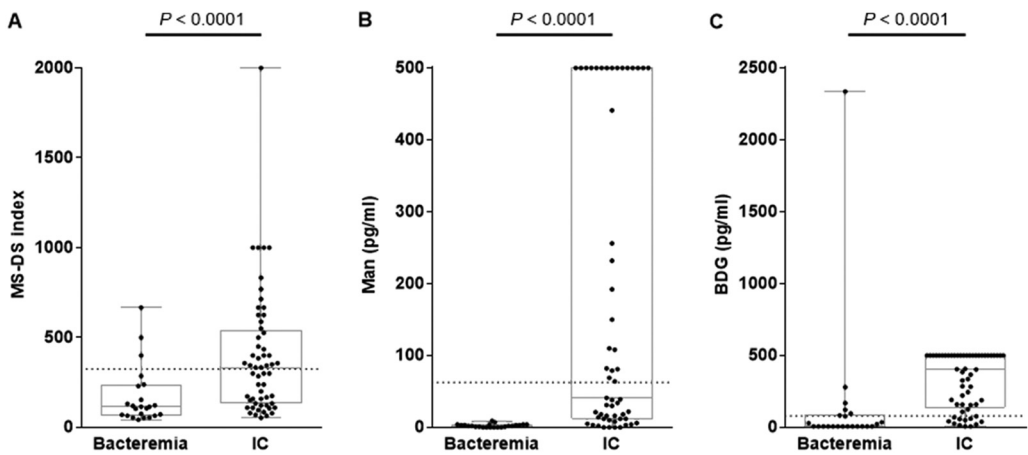 A
P < 0.0001
MS-DS Index
2000
1500
1000
500
0
Bacteremia IC
B
P < 0.0001
Man (pg/ml)
500
400
300
200
100
0
Bacteremia IC
C
P < 0.0001
BDG (pg/ml)
2500
2000
1500
1000
500
0
Bacteremia IC